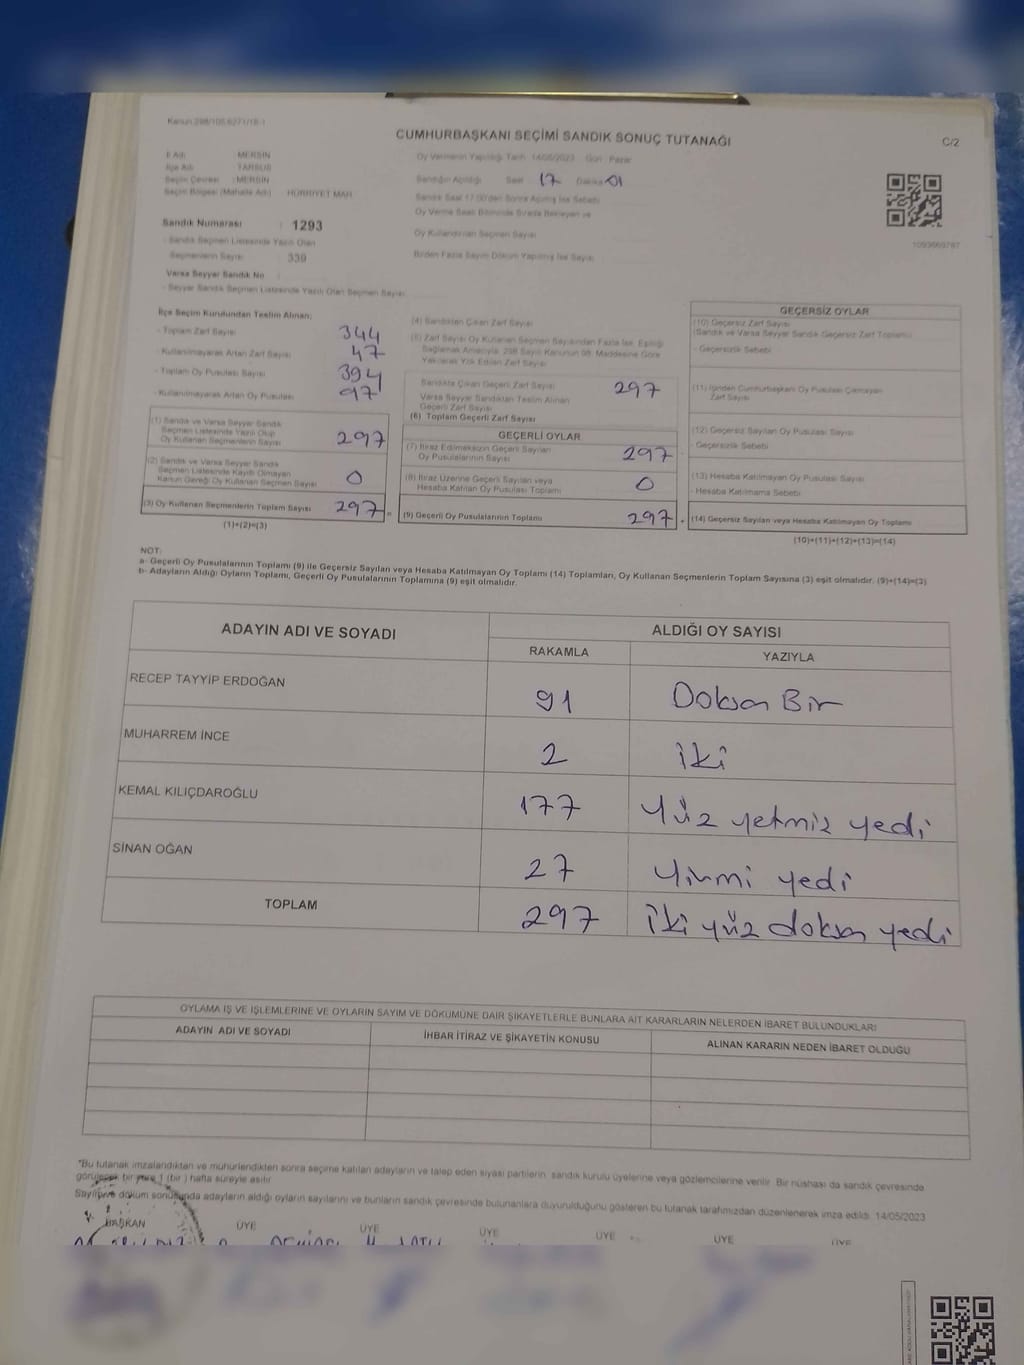 Kanun:298/105,6271/18-1
CUMHURBAŞKANI SEÇİMİ SANDIK SONUÇ TUTANAĞI
C/2
İl Adı : MERSİN
İlçe Adı : TARSUS
Seçim Çevresi : MERSİN
Seçim Bölgesi (Mahalle Adı) : HÜRRİYET MAH.
Oy Vermenin Yapıldığı Tarih 14/05/2023 Gün : Pazar
Sandığın Açıldığı Saat 17 Dakika 01
Sandık Saat 17.00'den Sonra Açılmış İse Sebebi
Oy Verme Saati Bitiminde Sırada Bekleyen ve
Oy Kullandırılan Seçmen Sayısı
Birden Fazla Sayım Döküm Yapılmış İse Sayısı
Sandık Numarası : 1293
- Sandık Seçmen Listesinde Yazılı Olan
Seçmenlerin Sayısı : 339
Varsa Seyyar Sandık No :
- Seyyar Sandık Seçmen Listesinde Yazılı Olan Seçmen Sayısı:
1093669787
İlçe Seçim Kurulundan Teslim Alınan;
- Toplam Zarf Sayısı 344
- Kullanılmayarak Artan Zarf Sayısı 47
- Toplam Oy Pusulası Sayısı 394
- Kullanılmayarak Artan Oy Pusulası 97
(1) Sandık ve Varsa Seyyar Sandık
Seçmen Listesinde Yazılı Olup
Oy Kullanan Seçmenlerin Sayısı 297
(2) Sandık ve Varsa Seyyar Sandık
Seçmen Listesinde Kayıtlı Olmayan
Kanun Gereği Oy Kullanan Seçmen Sayısı 0
(3) Oy Kullanan Seçmenlerin Toplam Sayısı 297 =
(1)+(2)=(3)
(4) Sandıktan Çıkan Zarf Sayısı
(5) Zarf Sayısı Oy Kullanan Seçmen Sayısından Fazla İse, Eşitliği
Sağlamak Amacıyla, 298 Sayılı Kanunun 98. Maddesine Göre
Yakılarak Yok Edilen Zarf Sayısı
Sandıkta Çıkan Geçerli Zarf Sayısı 297
Varsa Seyyar Sandıktan Teslim Alınan
Geçerli Zarf Sayısı
(6) Toplam Geçerli Zarf Sayısı
GEÇERLİ OYLAR
(7) İtiraz Edilmeksizin Geçerli Sayılan
Oy Pusulalarının Sayısı 297
(8) İtiraz Üzerine Geçerli Sayılan veya
Hesaba Katılan Oy Pusulası Toplamı 0
(9) Geçerli Oy Pusulalarının Toplamı 297 +
GEÇERSİZ OYLAR
(10) Geçersiz Zarf Sayısı
(Sandık ve Varsa Seyyar Sandık Geçersiz Zarf Toplamı)
- Geçersizlik Sebebi
(11) İçinden Cumhurbaşkanı Oy Pusulası Çıkmayan
Zarf Sayısı
(12) Geçersiz Sayılan Oy Pusulası Sayısı
- Geçersizlik Sebebi
(13) Hesaba Katılmayan Oy Pusulası Sayısı
- Hesaba Katılmama Sebebi
(14) Geçersiz Sayılan veya Hesaba Katılmayan Oy Toplamı
(10)+(11)+(12)+(13)=(14)
NOT:
a- Geçerli Oy Pusulalarının Toplamı (9) ile Geçersiz Sayılan veya Hesaba Katılmayan Oy Toplamı (14) Toplamları, Oy Kullanan Seçmenlerin Toplam Sayısına (3) eşit olmalıdır. (9)+(14)=(3)
b- Adayların Aldığı Oyların Toplamı, Geçerli Oy Pusulalarının Toplamına (9) eşit olmalıdır.
ADAYIN ADI VE SOYADI
ALDIĞI OY SAYISI
RAKAMLA YAZIYLA
RECEP TAYYİP ERDOĞAN 91 Doksan Bir
MUHARREM İNCE 2 iki
KEMAL KILIÇDAROĞLU 177 Yüz yetmiz yedi
SİNAN OĞAN 27 Yirmi yedi
TOPLAM 297 iki yüz doksan yedi
OYLAMA İŞ VE İŞLEMLERİNE VE OYLARIN SAYIM VE DÖKÜMÜNE DAİR ŞİKAYETLERLE BUNLARA AİT KARARLARIN NELERDEN İBARET BULUNDUKLARI
ADAYIN ADI VE SOYADI
İHBAR İTİRAZ VE ŞİKAYETİN KONUSU
ALINAN KARARIN NEDEN İBARET OLDUĞU
"Bu tutanak imzalandıktan ve mühürlendikten sonra seçime katılan adayların ve talep eden siyasi partilerin, sandık kurulu üyelerine veya gözlemcilerine verilir. Bir nüshası da sandık çevresinde
görülecek bir yere 1 (bir ) hafta süreyle asılır.
Sayım ve döküm sonucunda adayların aldığı oyların sayılarını ve bunların sandık çevresinde bulunanlara duyurulduğunu gösteren bu tutanak tarafımızdan düzenlenerek imza edildi. 14/05/2023
BAŞKAN ÜYE ÜYE ÜYE ÜYE ÜYE ÜYE